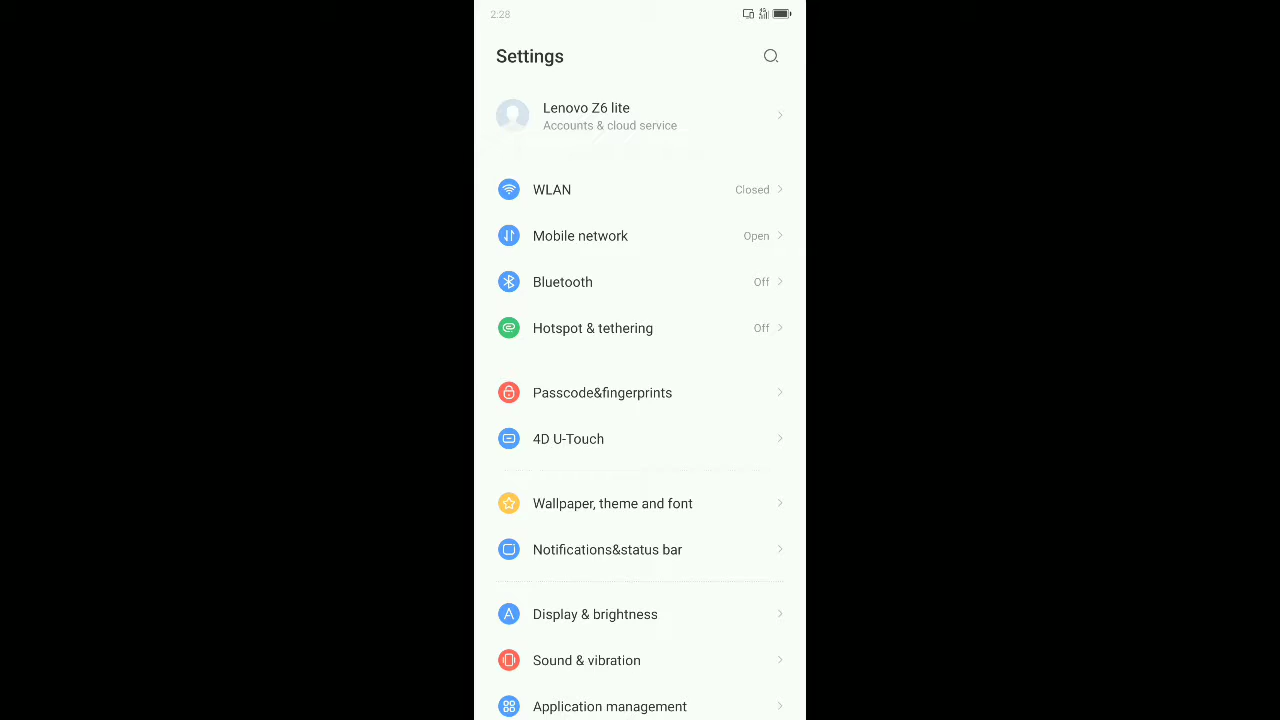 2:28
Settings
Lenovo Z6 lite
Accounts & cloud service
WLAN Closed
Mobile network Open
Bluetooth Off
Hotspot & tethering Off
Passcode&fingerprints
4D U-Touch
Wallpaper, theme and font
Notifications&status bar
Display & brightness
Sound & vibration
Application management